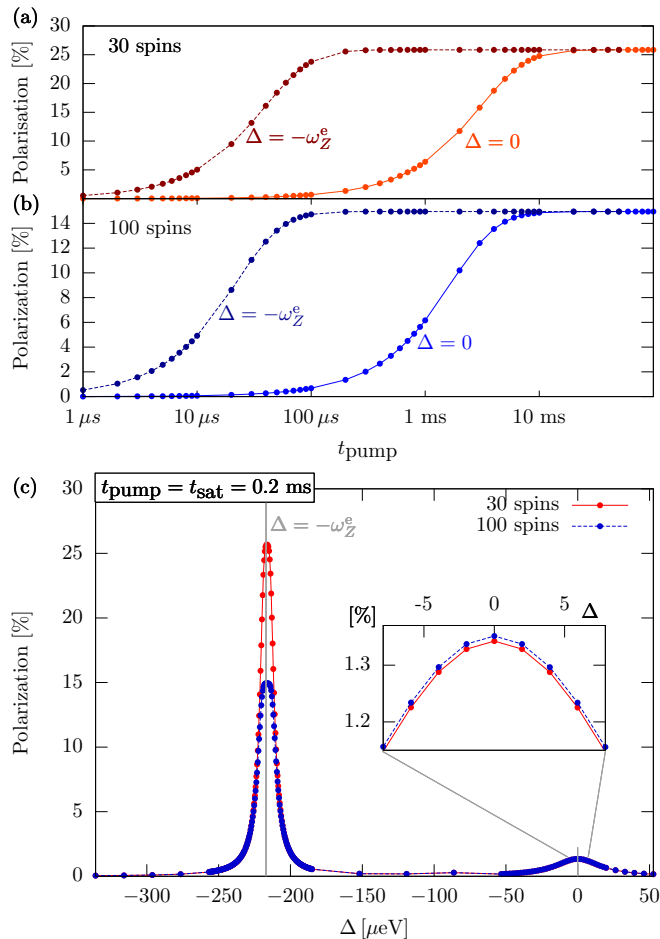 (a)
30 spins
Polarisation [%]
30
25
20
15
10
5
Δ = −ω_Z^e
Δ = 0
(b)
100 spins
Polarization [%]
14
12
10
8
6
4
2
0
Δ = −ω_Z^e
Δ = 0
1 μs
10 μs
100 μs
1 ms
10 ms
t_pump
(c)
t_pump = t_sat = 0.2 ms
Δ = −ω_Z^e
30 spins
100 spins
Polarization [%]
30
25
20
15
10
5
0
[%]
−5
0
5
Δ
1.3
1.2
−300
−250
−200
−150
−100
−50
0
50
Δ [μeV]